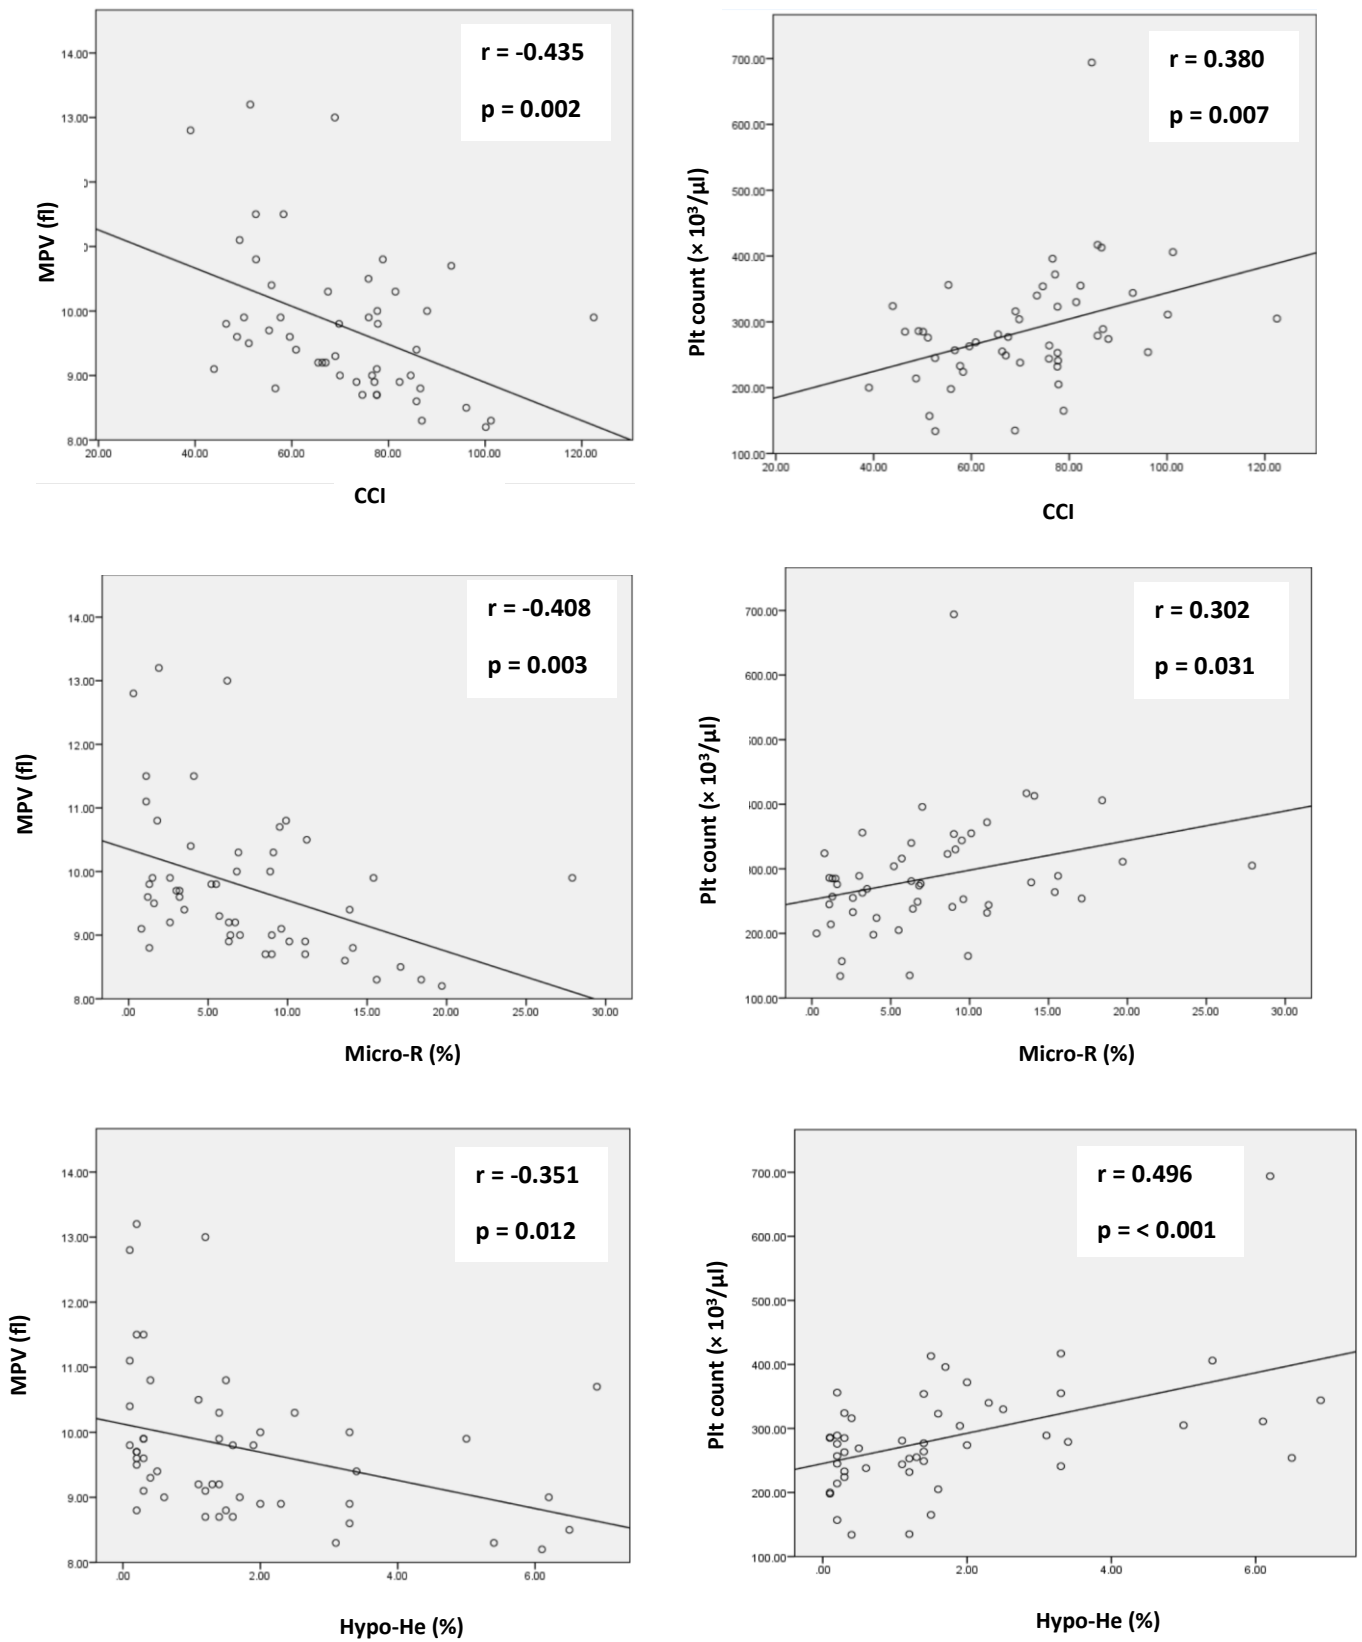 r = -0.435
p = 0.002
MPV (fl)
14.00
13.00
10.00
9.00
8.00
20.00 40.00 60.00 80.00 100.00 120.00
CCI
r = 0.380
p = 0.007
Plt count (× 10³/µl)
700.00
600.00
500.00
400.00
300.00
200.00
100.00
20.00 40.00 60.00 80.00 100.00 120.00
CCI
r = -0.408
p = 0.003
MPV (fl)
14.00
13.00
12.00
11.00
10.00
9.00
8.00
.00 5.00 10.00 15.00 20.00 25.00 30.00
Micro-R (%)
r = 0.302
p = 0.031
Plt count (× 10³/µl)
700.00
600.00
200.00
100.00
.00 5.00 10.00 15.00 20.00 25.00 30.00
Micro-R (%)
r = -0.351
p = 0.012
MPV (fl)
14.00
13.00
12.00
11.00
10.00
9.00
8.00
.00 2.00 4.00 6.00
Hypo-He (%)
r = 0.496
p = < 0.001
Plt count (× 10³/µl)
700.00
600.00
500.00
400.00
300.00
200.00
100.00
.00 2.00 4.00 6.00
Hypo-He (%)